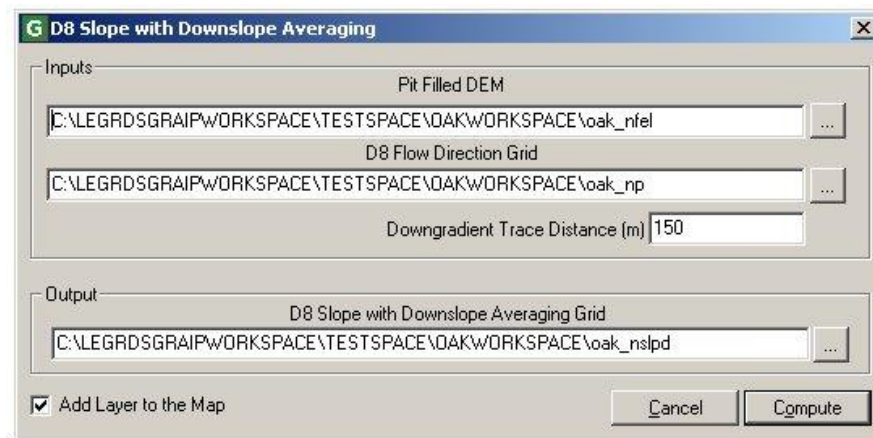 G D8 Slope with Downslope Averaging
Inputs
Pit Filled DEM
C:\LEGRDSGRAIPWORKSPACE\TESTSPACE\OAKWORKSPACE\oak_nfel ...
D8 Flow Direction Grid
C:\LEGRDSGRAIPWORKSPACE\TESTSPACE\OAKWORKSPACE\oak_np ...
Downgradient Trace Distance (m) 150
Output
D8 Slope with Downslope Averaging Grid
C:\LEGRDSGRAIPWORKSPACE\TESTSPACE\OAKWORKSPACE\oak_nslpd ...
Add Layer to the Map Cancel Compute